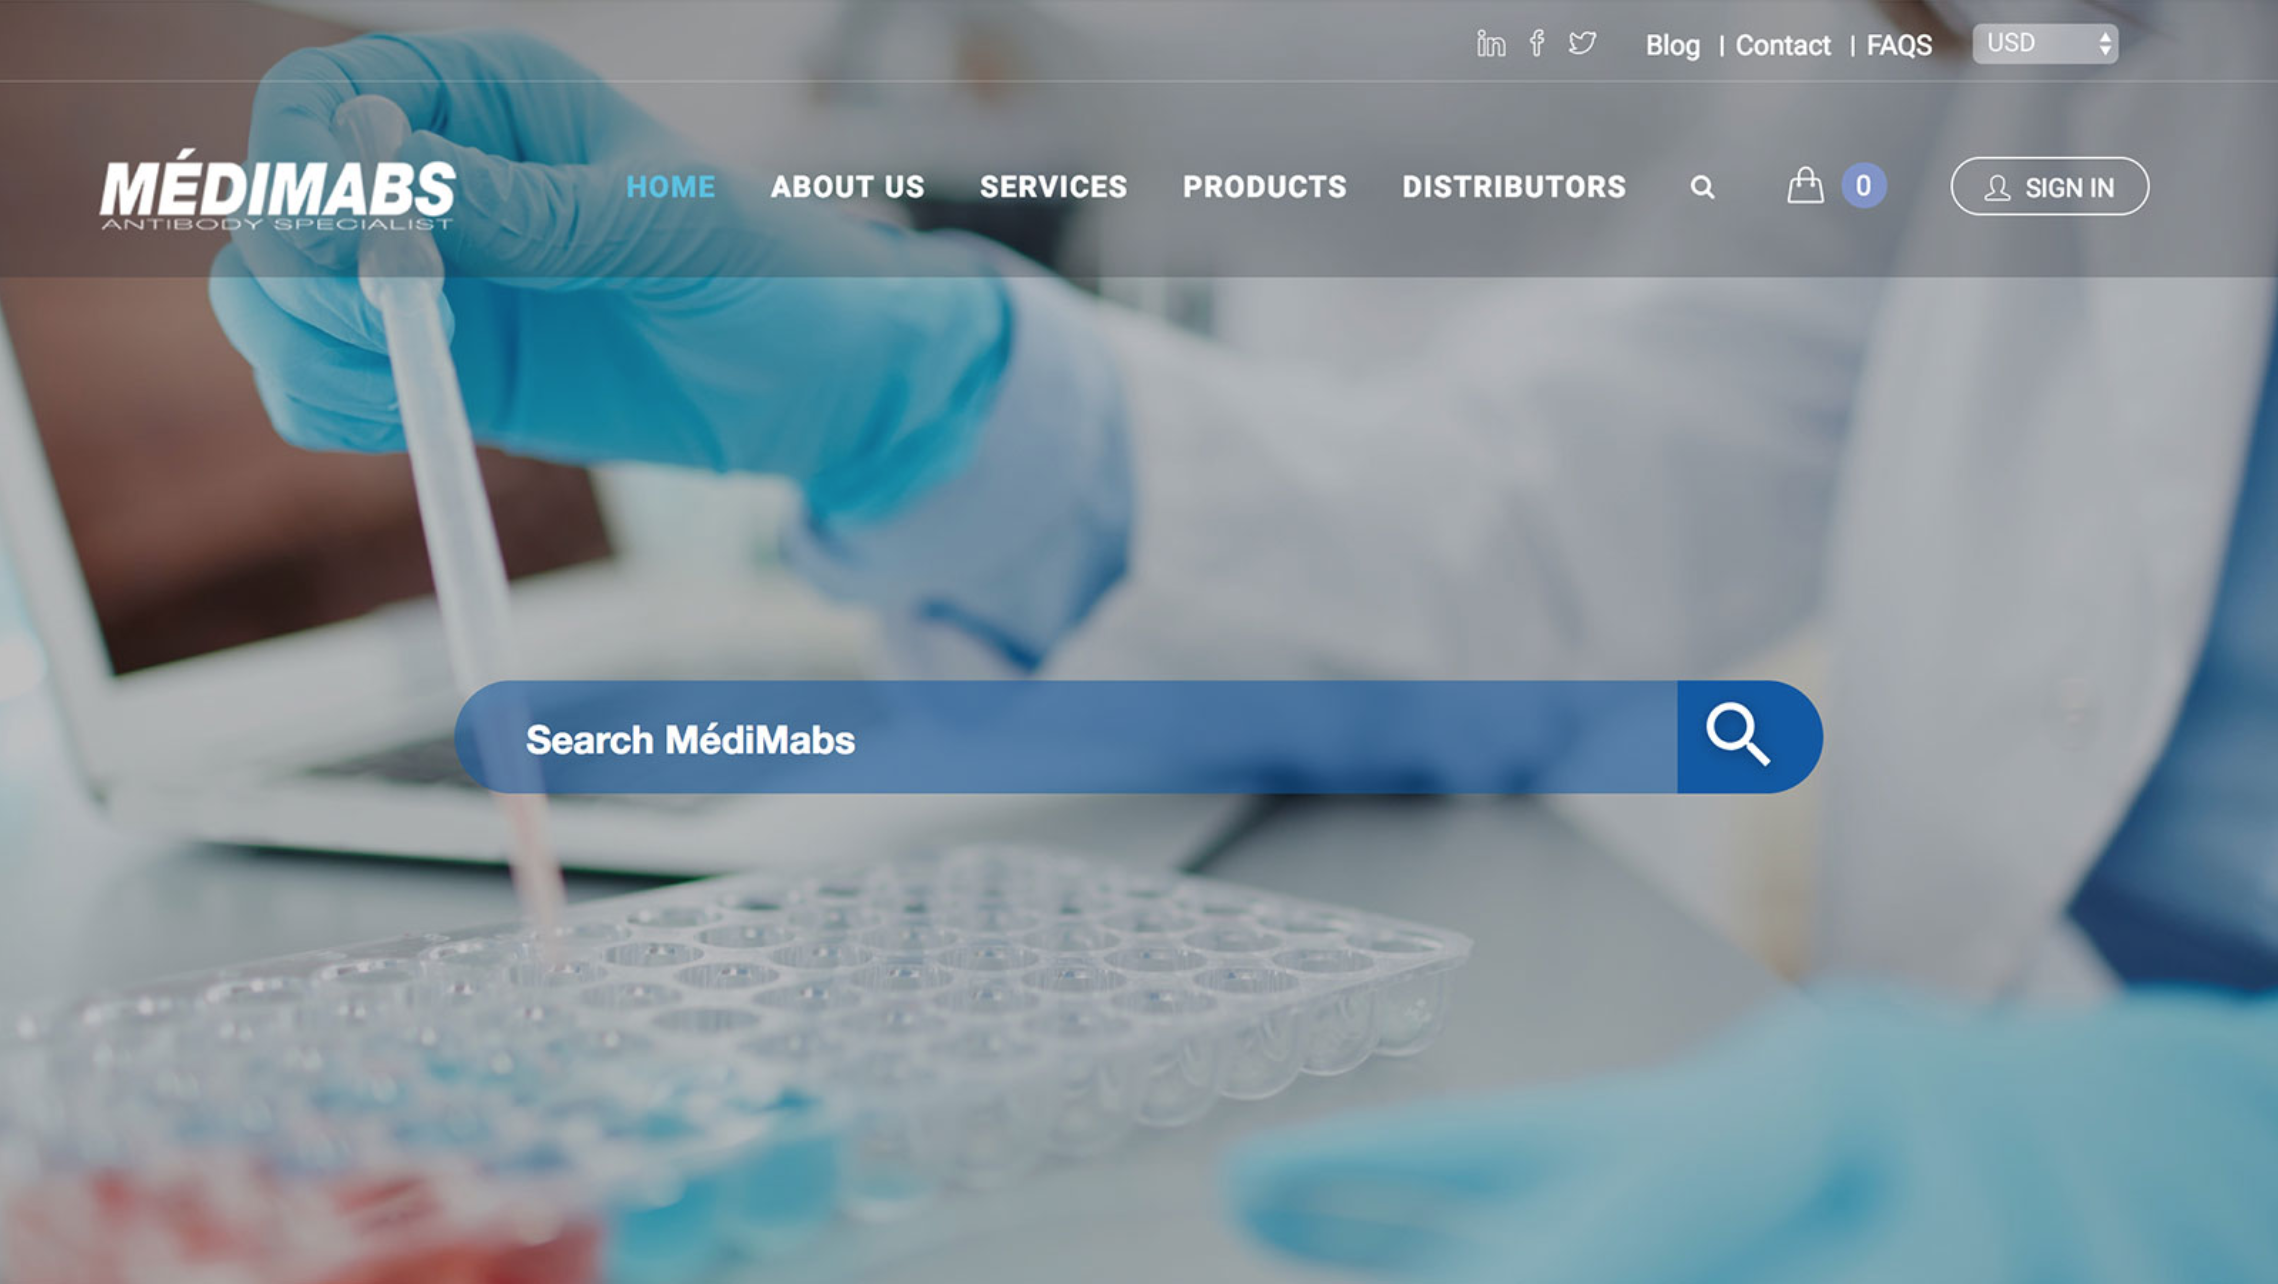 Blog | Contact | FAQS USD
MÉDIMABS
ANTIBODY SPECIALIST
HOME ABOUT US SERVICES PRODUCTS DISTRIBUTORS 0 SIGN IN
Search MédiMabs